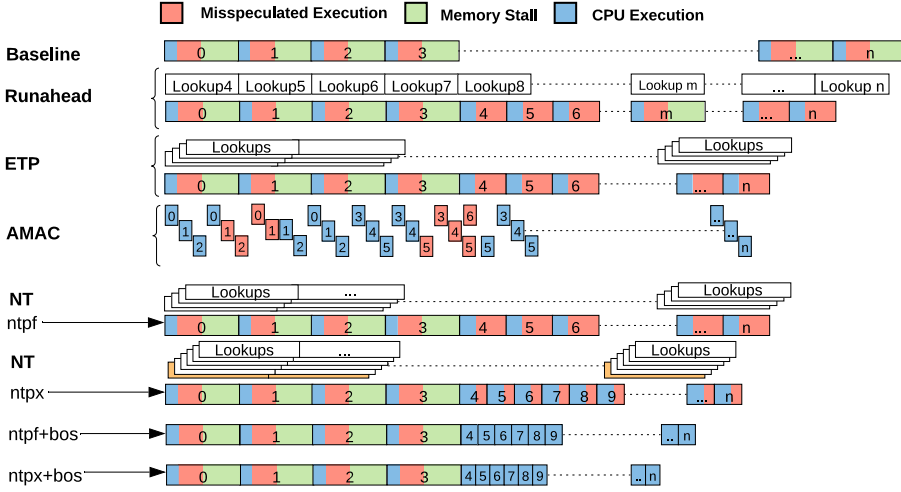 Misspeculated Execution Memory Stall CPU Execution
Baseline 0 1 2 3 ... n
Lookup4 Lookup5 Lookup6 Lookup7 Lookup8 Lookup m ... Lookup n
Runahead
0 1 2 3 4 5 6 m ... n
Lookups Lookups
ETP
0 1 2 3 4 5 6 ... n
0 0 0 0 3 3 3 6 3 ..
AMAC 1 1 1 1 1 4 4 4 4 ..
2 2 2 5 5 5 5 n
NT Lookups ... Lookups
ntpf 0 1 2 3 4 5 6 ... n
NT Lookups ... Lookups
ntpx 0 1 2 3 4 5 6 7 8 9 ... n
ntpf+bos 0 1 2 3 4 5 6 7 8 9 .. n
ntpx+bos 0 1 2 3 4 5 6 7 8 9 .. n